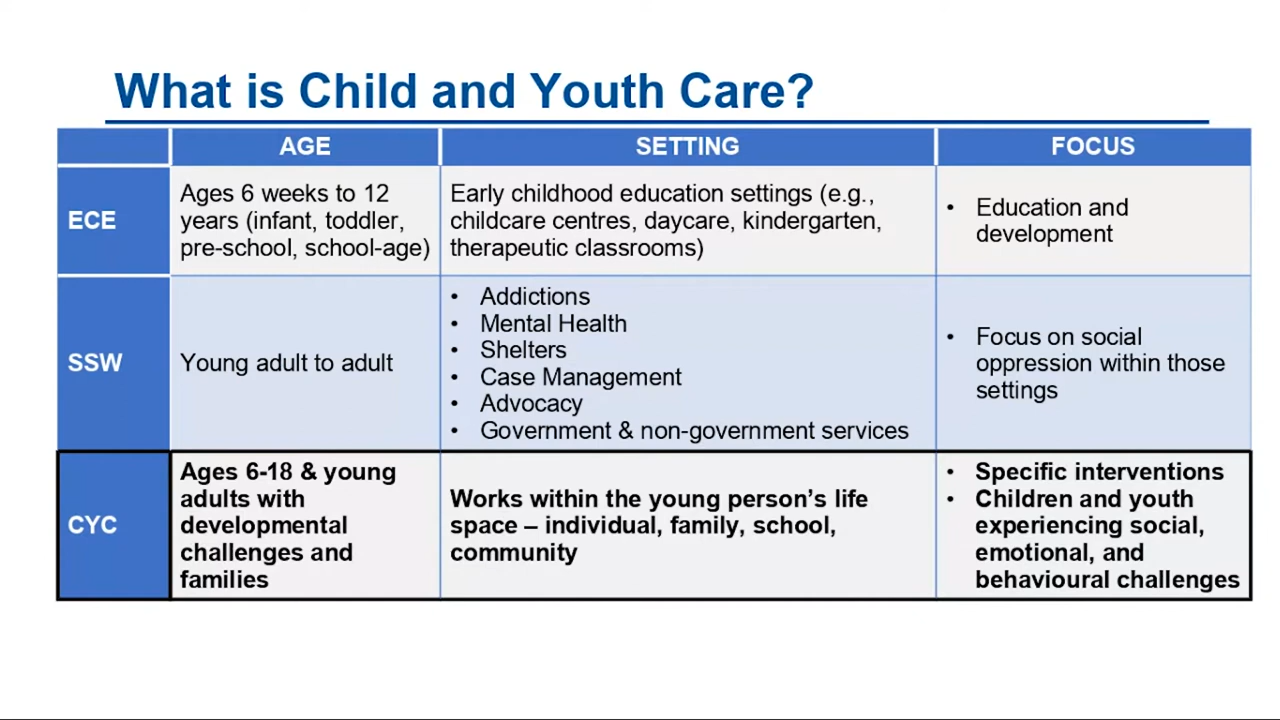 What is Child and Youth Care?
AGE
SETTING
FOCUS
ECE
Ages 6 weeks to 12
years (infant, toddler,
pre-school, school-age)
Early childhood education settings (e.g.,
childcare centres, daycare, kindergarten,
therapeutic classrooms)
• Education and
development
SSW
Young adult to adult
• Addictions
• Mental Health
• Shelters
• Case Management
• Advocacy
• Government & non-government services
• Focus on social
oppression within those
settings
CYC
Ages 6-18 & young
adults with
developmental
challenges and
families
Works within the young person’s life
space – individual, family, school,
community
• Specific interventions
• Children and youth
experiencing social,
emotional, and
behavioural challenges